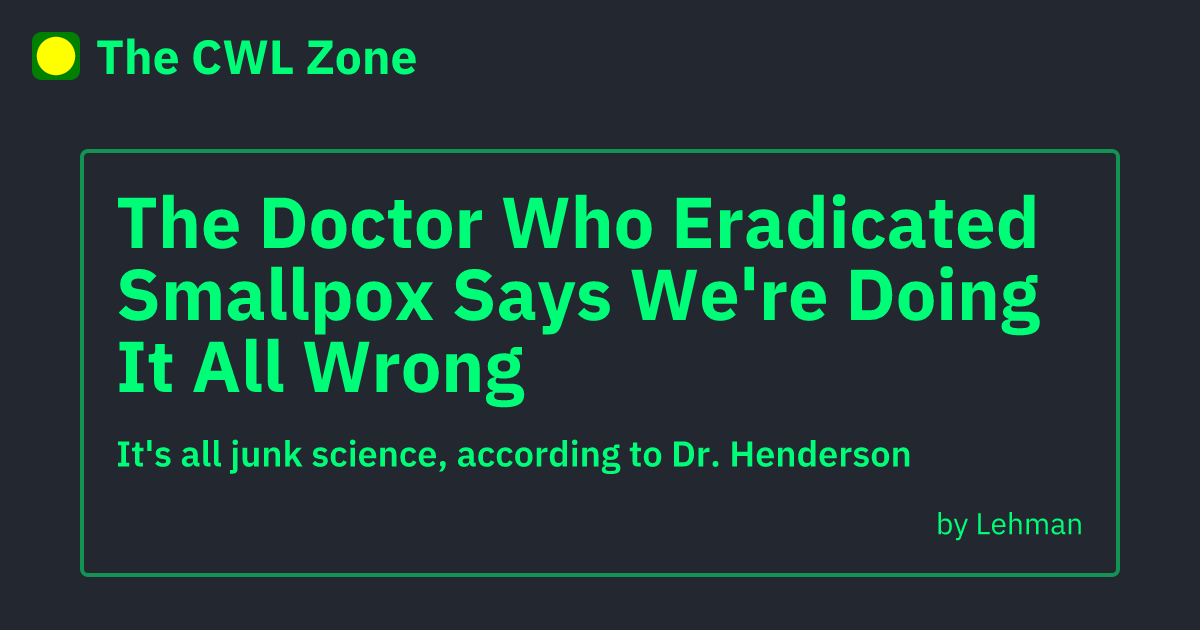 The CWL Zone
The Doctor Who Eradicated
Smallpox Says We're Doing
It All Wrong
It's all junk science, according to Dr. Henderson
by Lehman